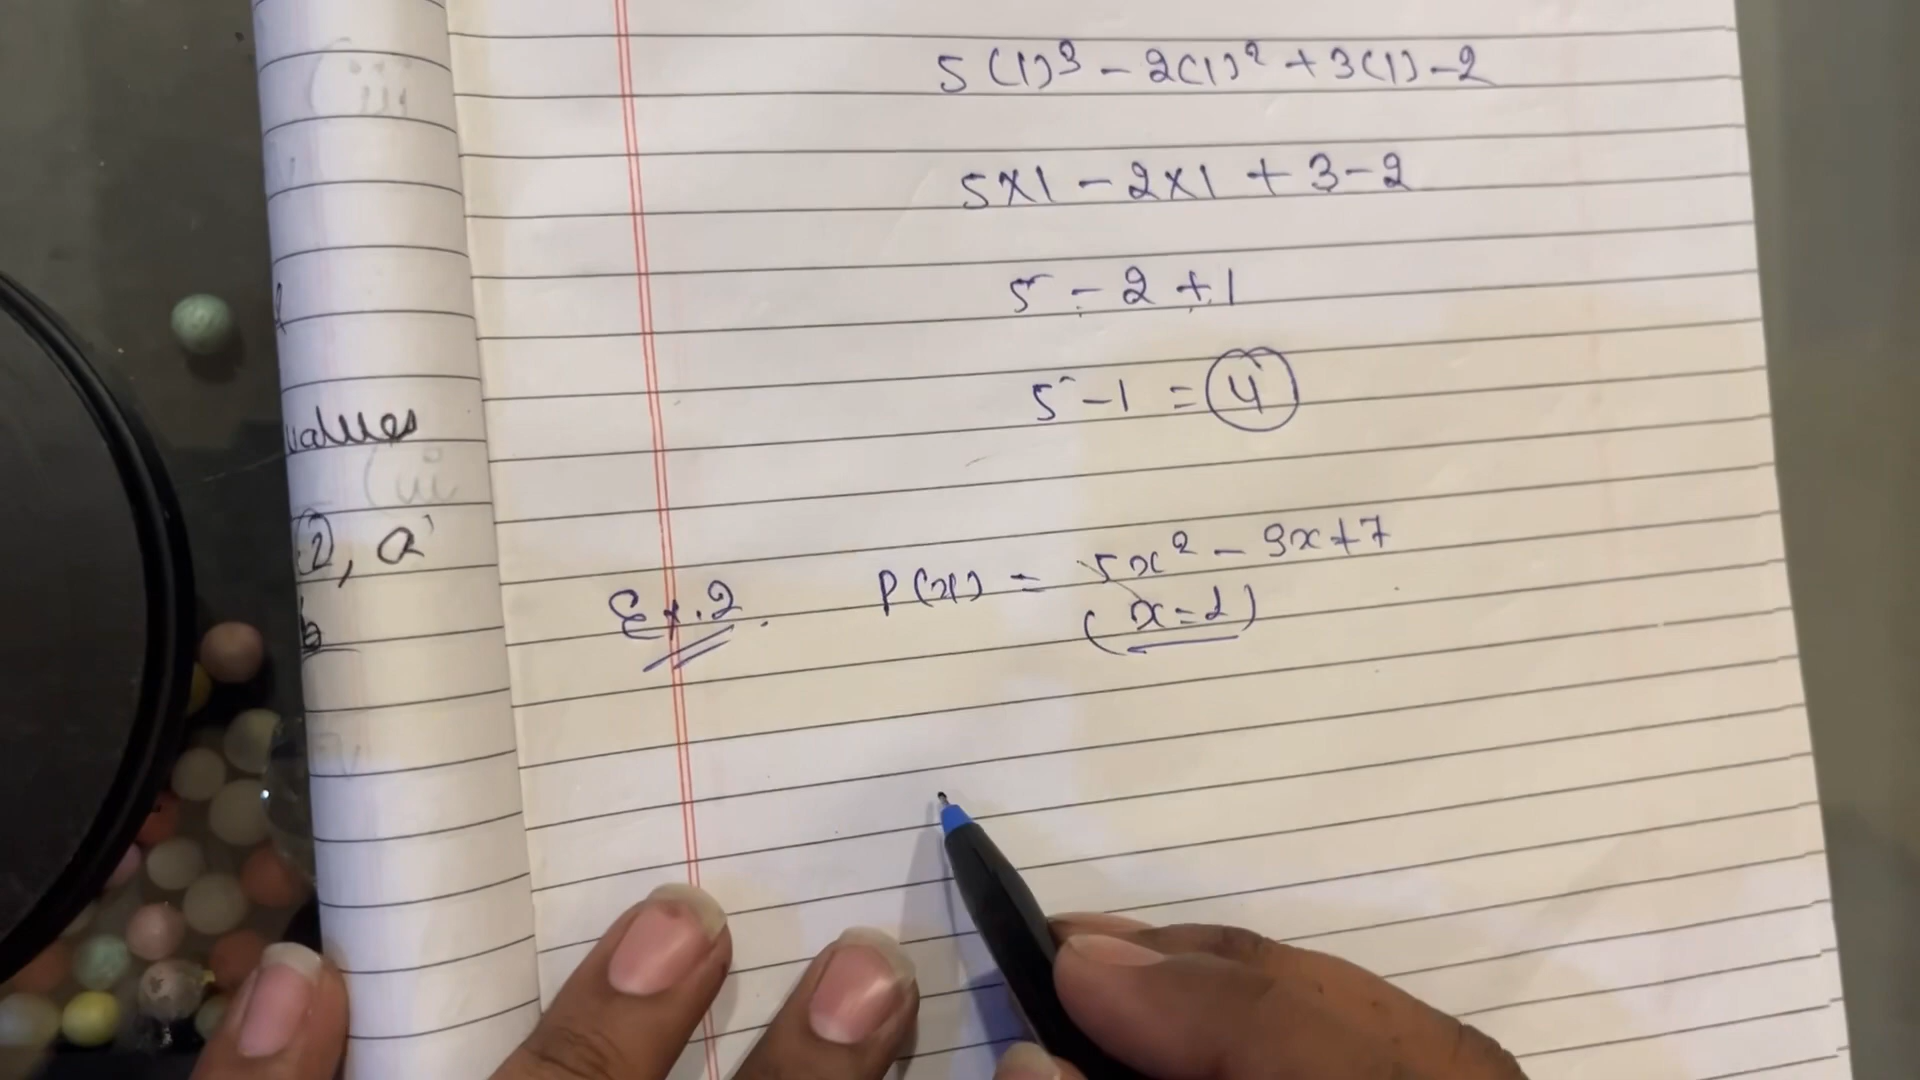 5(1)³ - 2(1)² + 3(1) - 2
5×1 - 2×1 + 3 - 2
5 - 2 + 1
5 - 1 = 4
values
2, a
Ex.2. P(x) = 5x² - 3x + 7
b
(x = 1)